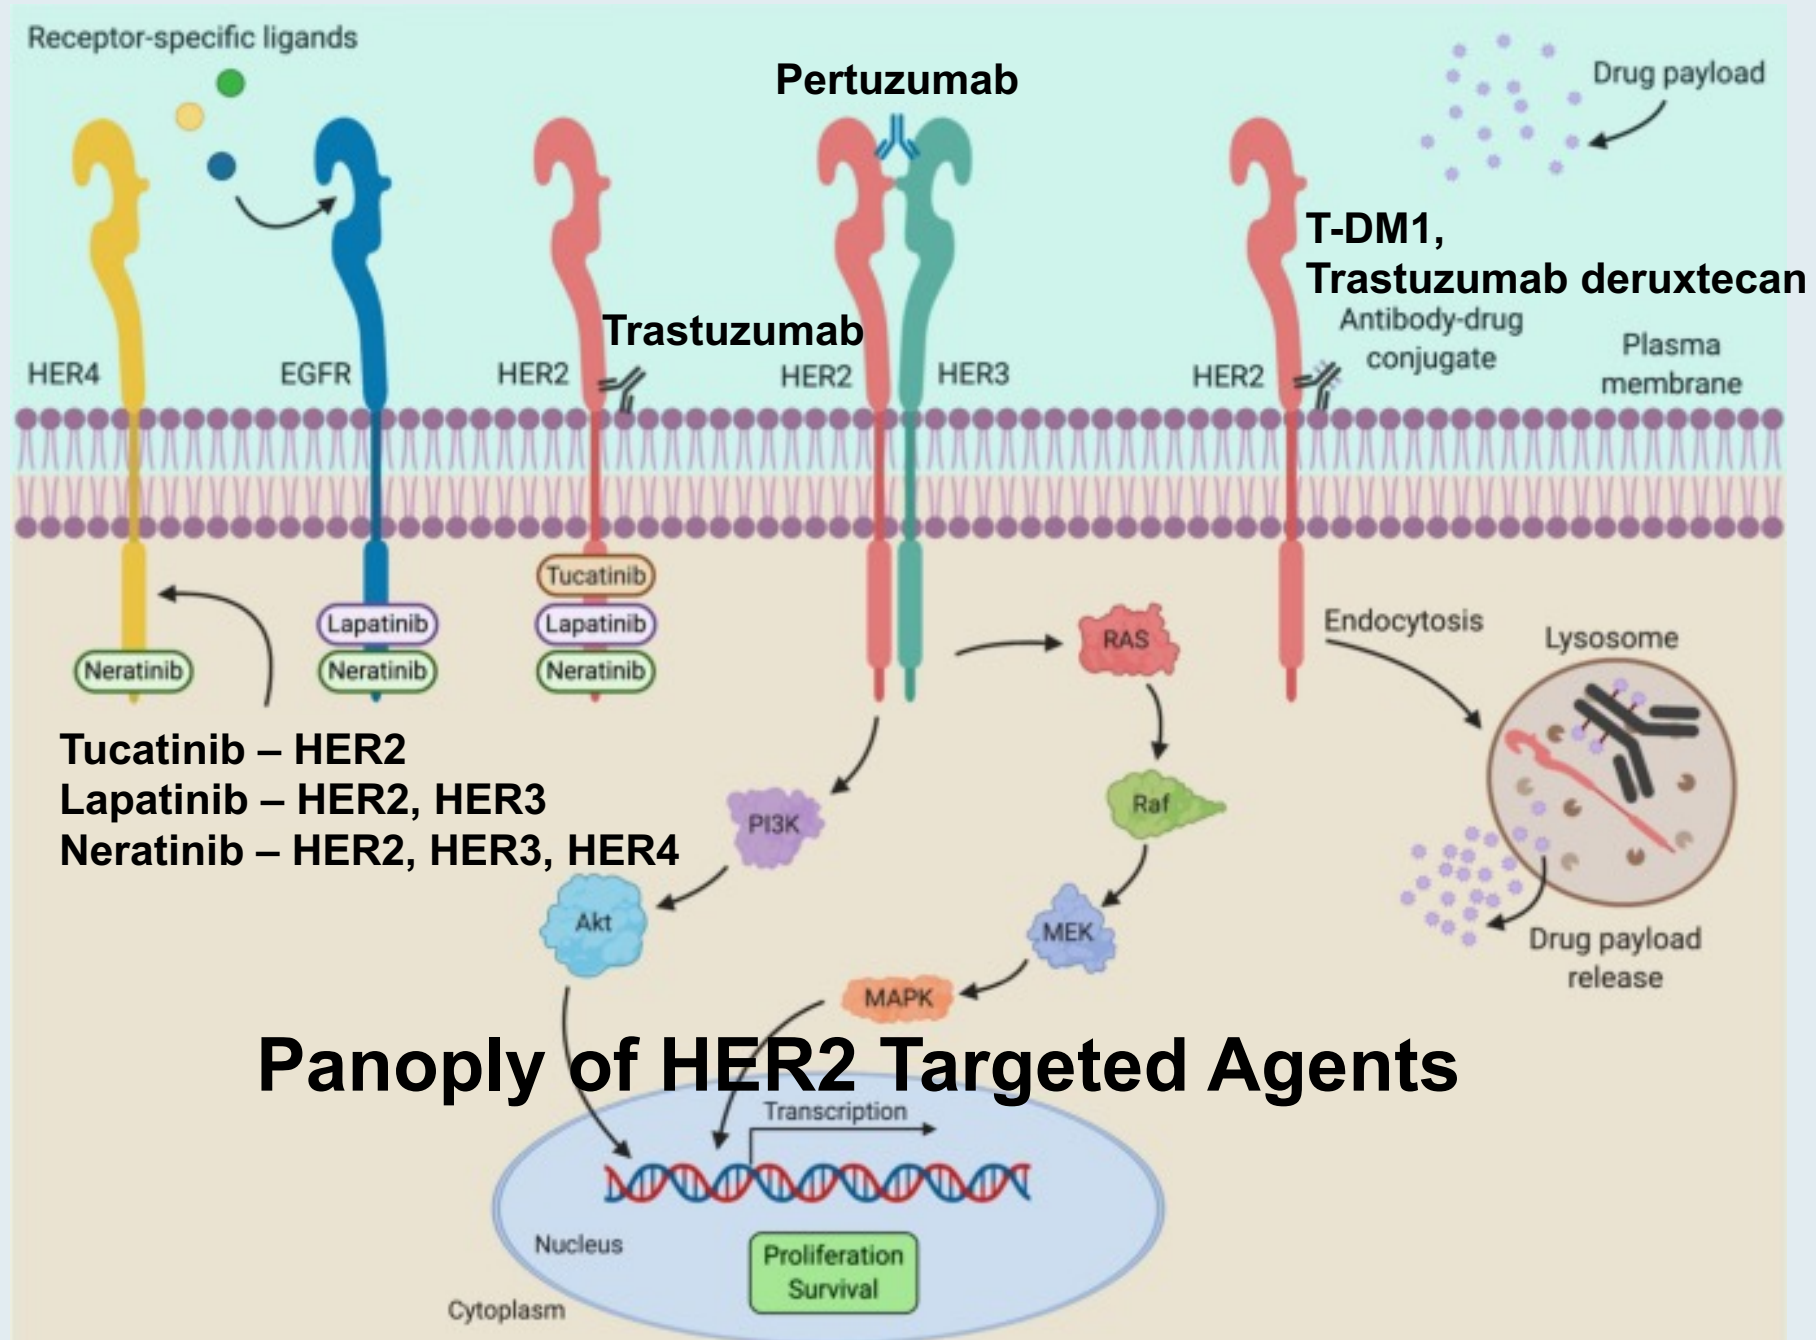 Receptor-specific ligands
Pertuzumab
Drug payload
T-DM1,
Trastuzumab deruxtecan
Antibody-drug
conjugate
Plasma
membrane
Trastuzumab
HER4
EGFR
HER2
HER2
HER3
HER2
Tucatinib
Lapatinib
Lapatinib
Neratinib
Neratinib
Neratinib
RAS
Endocytosis
Lysosome
Tucatinib – HER2
Lapatinib – HER2, HER3
Neratinib – HER2, HER3, HER4
PI3K
Raf
Akt
MEK
MAPK
Drug payload
release
Panoply of HER2 Targeted Agents
Transcription
Nucleus
Proliferation
Survival
Cytoplasm